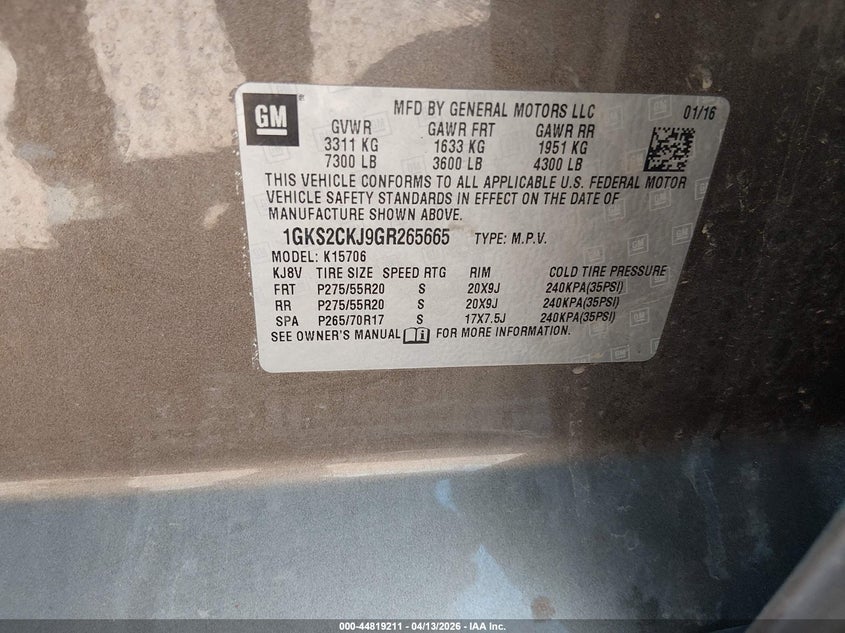 GM
MFD BY GENERAL MOTORS LLC 01/16
GVWR GAWR FRT GAWR RR
3311 KG 1633 KG 1951 KG
7300 LB 3600 LB 4300 LB
THIS VEHICLE CONFORMS TO ALL APPLICABLE U.S. FEDERAL MOTOR
VEHICLE SAFETY STANDARDS IN EFFECT ON THE DATE OF
MANUFACTURE SHOWN ABOVE.
1GKS2CKJ9GR265665 TYPE: M.P.V.
MODEL: K15706
KJ8V TIRE SIZE SPEED RTG RIM COLD TIRE PRESSURE
FRT P275/55R20 S 20X9J 240KPA(35PSI)
RR P275/55R20 S 20X9J 240KPA(35PSI)
SPA P265/70R17 S 17X7.5J 240KPA(35PSI)
SEE OWNER'S MANUAL FOR MORE INFORMATION.
000-44819211 - 04/13/2026 - IAA Inc.